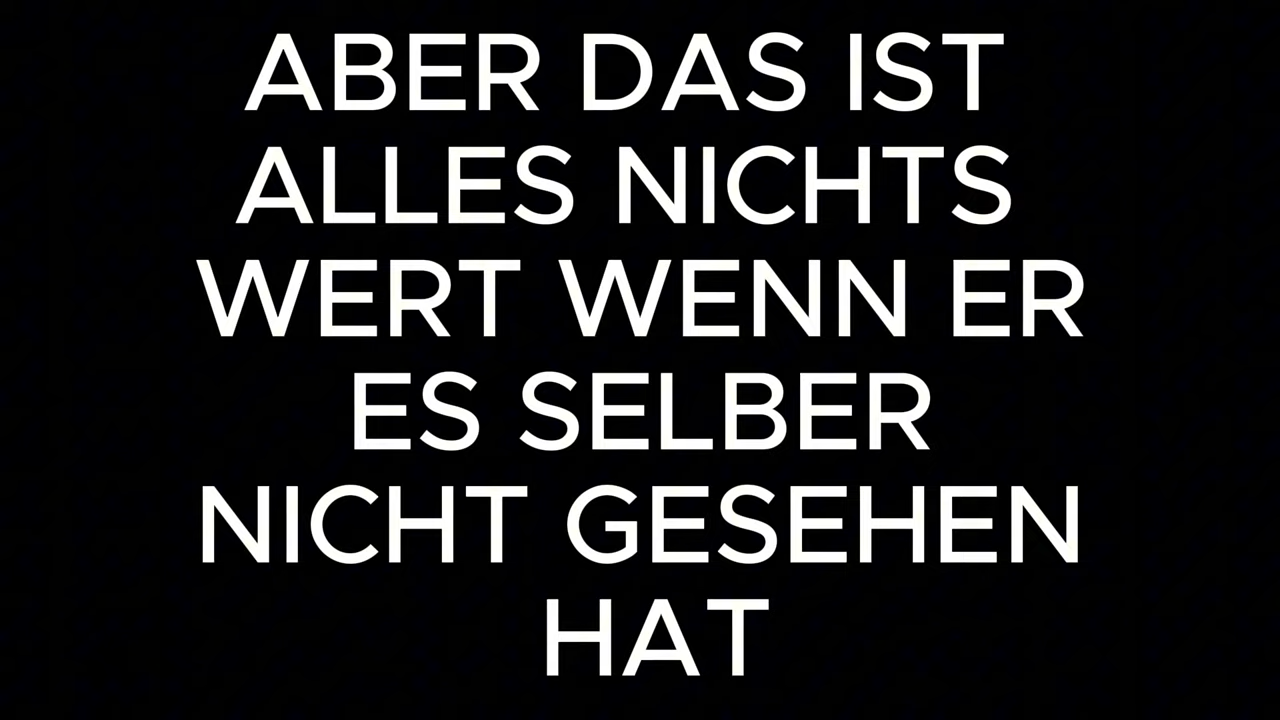 ABER DAS IST
ALLES NICHTS
WERT WENN ER
ES SELBER
NICHT GESEHEN
HAT